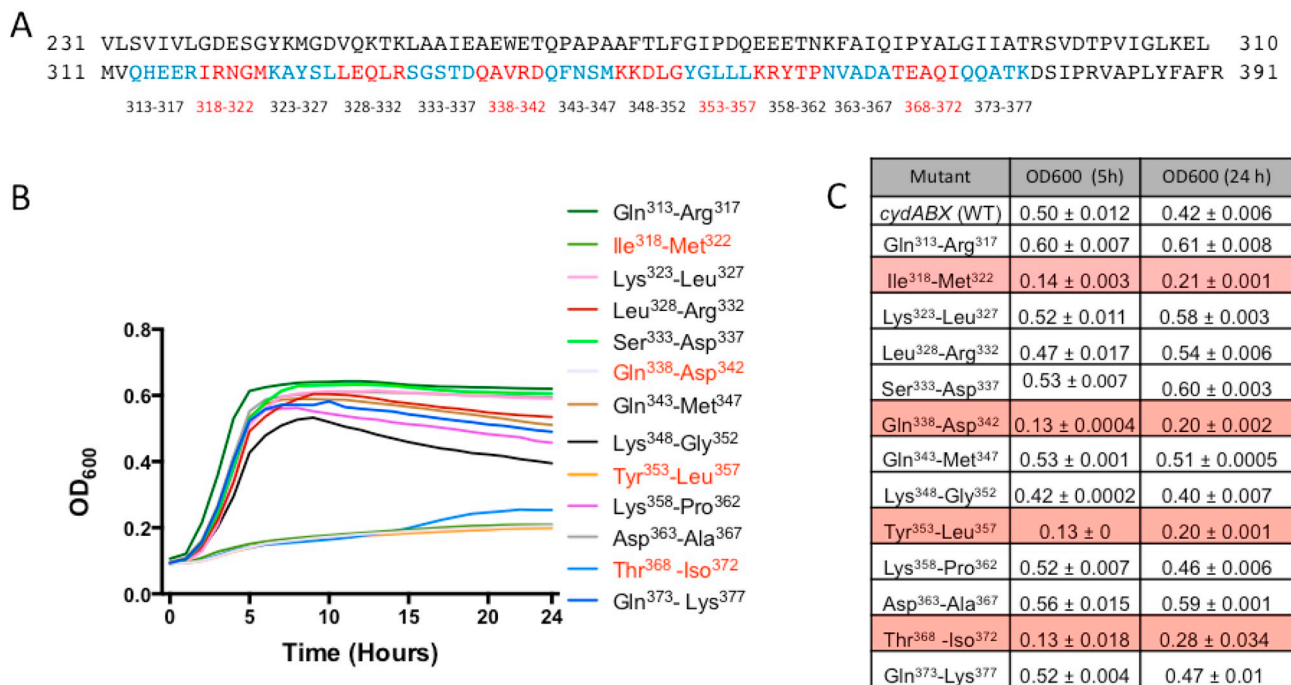 A
231 VLSVIVLGDESGYKMGDVQKTKLAAIEAEWETQPAPAAFTLFGIPDQEEETNKFAIQIPYALGIIATRSVDTPVIGLKEL 310
311 MVQHEERIRNGMKAYSLLEQLRSGSTDQAVRDQFNSMKKDLGYGLLLKRYTPNVADATEAQIQQATKDSIPRVAPLYFAFR 391
313-317 318-322 323-327 328-332 333-337 338-342 343-347 348-352 353-357 358-362 363-367 368-372 373-377
B
Gln³¹³-Arg³¹⁷
Ile³¹⁸-Met³²²
Lys³²³-Leu³²⁷
Leu³²⁸-Arg³³²
Ser³³³-Asp³³⁷
Gln³³⁸-Asp³⁴²
Gln³⁴³-Met³⁴⁷
Lys³⁴⁸-Gly³⁵²
Tyr³⁵³-Leu³⁵⁷
Lys³⁵⁸-Pro³⁶²
Asp³⁶³-Ala³⁶⁷
Thr³⁶⁸ -Iso³⁷²
Gln³⁷³- Lys³⁷⁷
OD₆₀₀
0.8
0.6
0.4
0.2
0.0
0 5 10 15 20 24
Time (Hours)
C
Mutant OD600 (5h) OD600 (24 h)
cydABX (WT) 0.50 ± 0.012 0.42 ± 0.006
Gln³¹³-Arg³¹⁷ 0.60 ± 0.007 0.61 ± 0.008
Ile³¹⁸-Met³²² 0.14 ± 0.003 0.21 ± 0.001
Lys³²³-Leu³²⁷ 0.52 ± 0.011 0.58 ± 0.003
Leu³²⁸-Arg³³² 0.47 ± 0.017 0.54 ± 0.006
Ser³³³-Asp³³⁷ 0.53 ± 0.007 0.60 ± 0.003
Gln³³⁸-Asp³⁴² 0.13 ± 0.0004 0.20 ± 0.002
Gln³⁴³-Met³⁴⁷ 0.53 ± 0.001 0.51 ± 0.0005
Lys³⁴⁸-Gly³⁵² 0.42 ± 0.0002 0.40 ± 0.007
Tyr³⁵³-Leu³⁵⁷ 0.13 ± 0 0.20 ± 0.001
Lys³⁵⁸-Pro³⁶² 0.52 ± 0.007 0.46 ± 0.006
Asp³⁶³-Ala³⁶⁷ 0.56 ± 0.015 0.59 ± 0.001
Thr³⁶⁸ -Iso³⁷² 0.13 ± 0.018 0.28 ± 0.034
Gln³⁷³-Lys³⁷⁷ 0.52 ± 0.004 0.47 ± 0.01